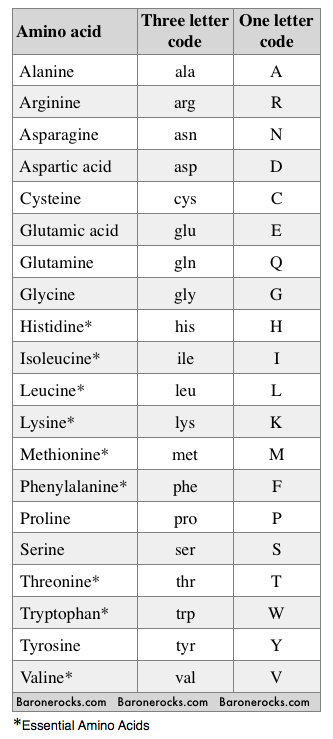 Amino acid Three letter code One letter code
Alanine ala A
Arginine arg R
Asparagine asn N
Aspartic acid asp D
Cysteine cys C
Glutamic acid glu E
Glutamine gln Q
Glycine gly G
Histidine* his H
Isoleucine* ile I
Leucine* leu L
Lysine* lys K
Methionine* met M
Phenylalanine* phe F
Proline pro P
Serine ser S
Threonine* thr T
Tryptophan* trp W
Tyrosine tyr Y
Valine* val V
Baronerocks.com Baronerocks.com Baronerocks.com
*Essential Amino Acids